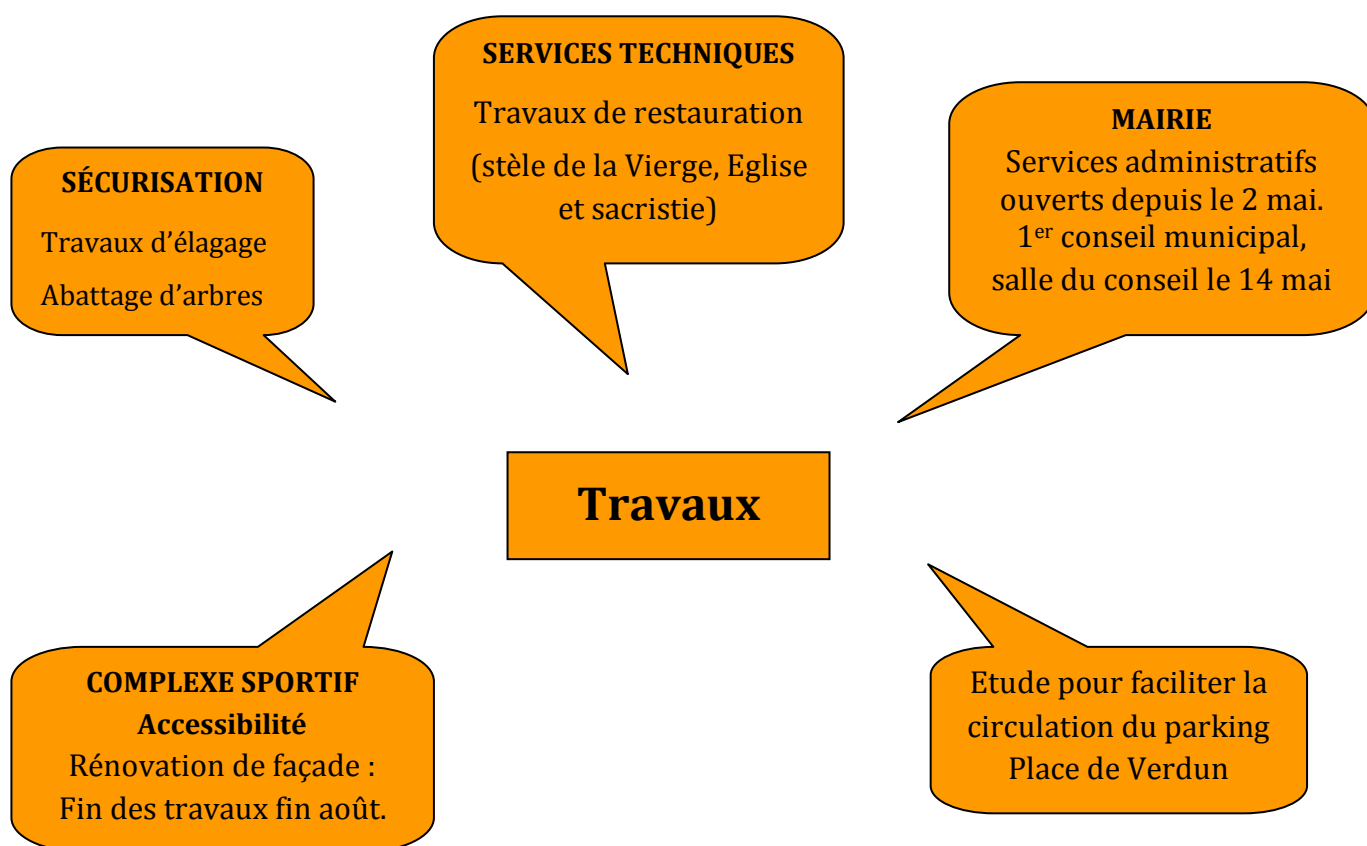 SERVICES TECHNIQUES
Travaux de restauration
(stèle de la Vierge, Eglise
et sacristie)
MAIRIE
Services administratifs
ouverts depuis le 2 mai.
1er conseil municipal,
salle du conseil le 14 mai
SÉCURISATION
Travaux d’élagage
Abattage d’arbres
Travaux
COMPLEXE SPORTIF
Accessibilité
Rénovation de façade :
Fin des travaux fin août.
Etude pour faciliter la
circulation du parking
Place de Verdun